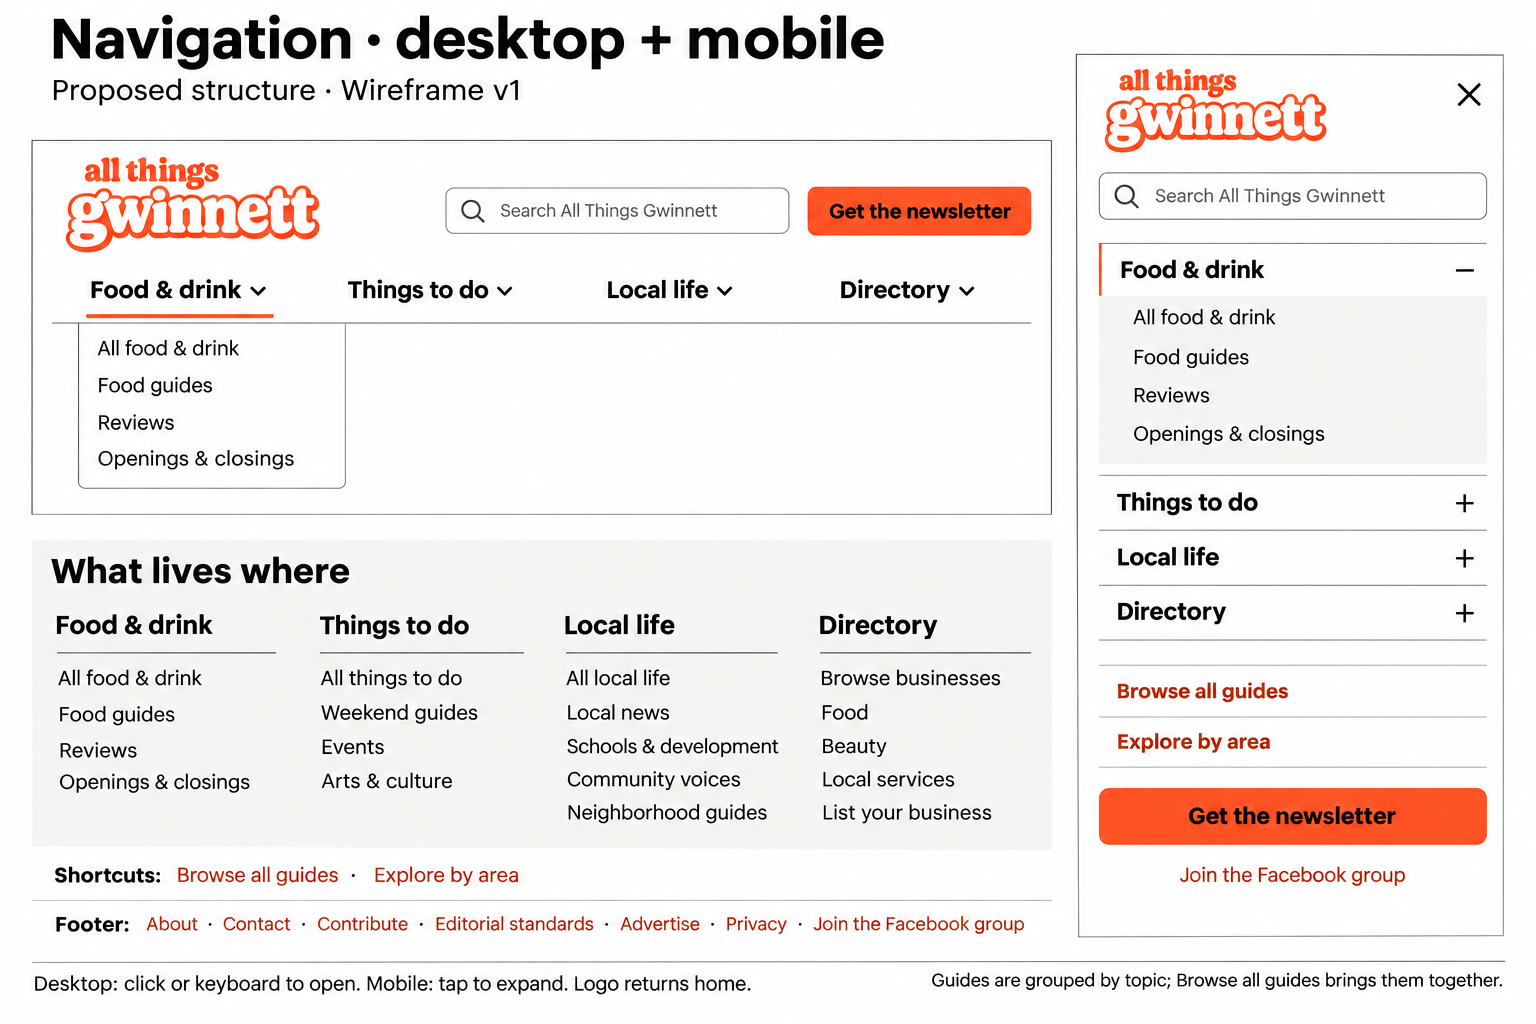 Navigation · desktop + mobile
Proposed structure · Wireframe v1
all things
gwinnett
Search All Things Gwinnett
Get the newsletter
Food & drink
Things to do
Local life
Directory
All food & drink
Food guides
Reviews
Openings & closings
What lives where
Food & drink
All food & drink
Food guides
Reviews
Openings & closings
Things to do
All things to do
Weekend guides
Events
Arts & culture
Local life
All local life
Local news
Schools & development
Community voices
Neighborhood guides
Directory
Browse businesses
Food
Beauty
Local services
List your business
Shortcuts: Browse all guides · Explore by area
Footer: About · Contact · Contribute · Editorial standards · Advertise · Privacy · Join the Facebook group
all things
gwinnett
Search All Things Gwinnett
Food & drink
All food & drink
Food guides
Reviews
Openings & closings
Things to do
Local life
Directory
Browse all guides
Explore by area
Get the newsletter
Join the Facebook group
Desktop: click or keyboard to open. Mobile: tap to expand. Logo returns home.
Guides are grouped by topic; Browse all guides brings them together.